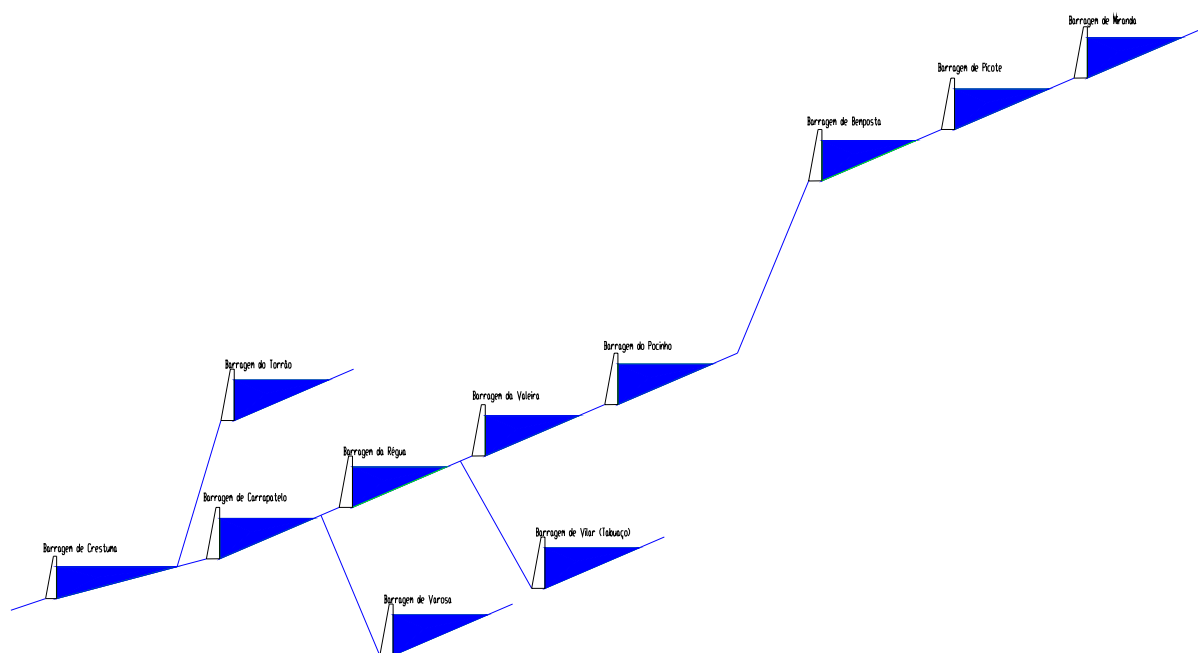 Barragem de Miranda
Barragem de Picote
Barragem de Bemposta
Barragem do Pocinho
Barragem do Torrão
Barragem da Valeira
Barragem da Régua
Barragem de Carrapatelo
Barragem de Vilar (Tabuaço)
Barragem de Crestuma
Barragem de Varosa